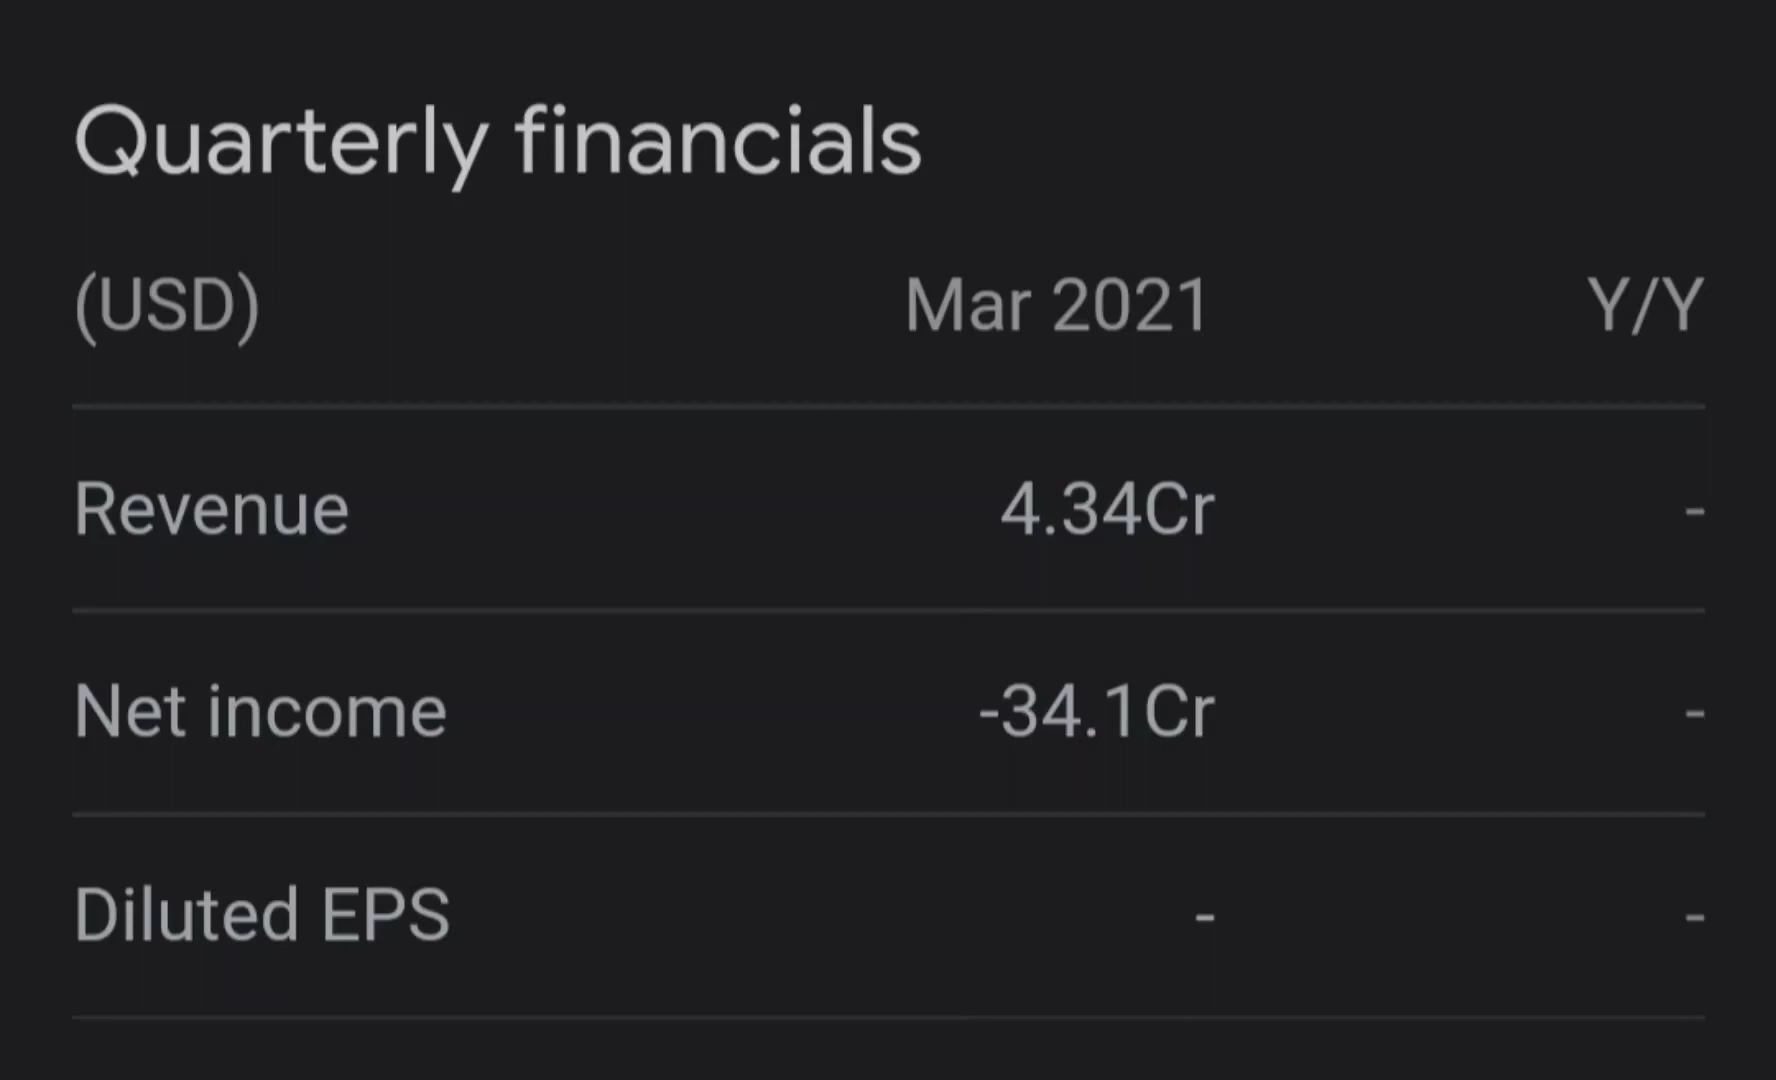 Quarterly financials
(USD) Mar 2021 Y/Y
Revenue 4.34Cr -
Net income -34.1Cr -
Diluted EPS - -